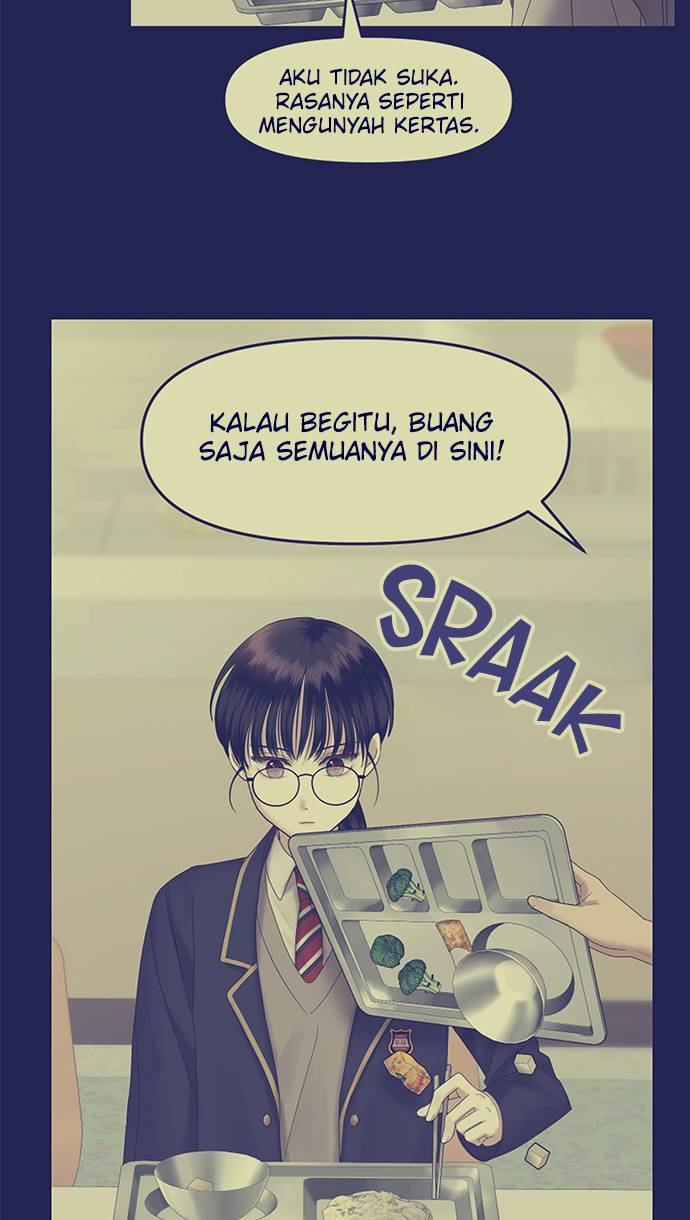 AKU TIDAK SUKA.
RASANYA SEPERTI
MENGUNYAH KERTAS.
KALAU BEGITU, BUANG
SAJA SEMUANYA DI SINI!
SRAAK